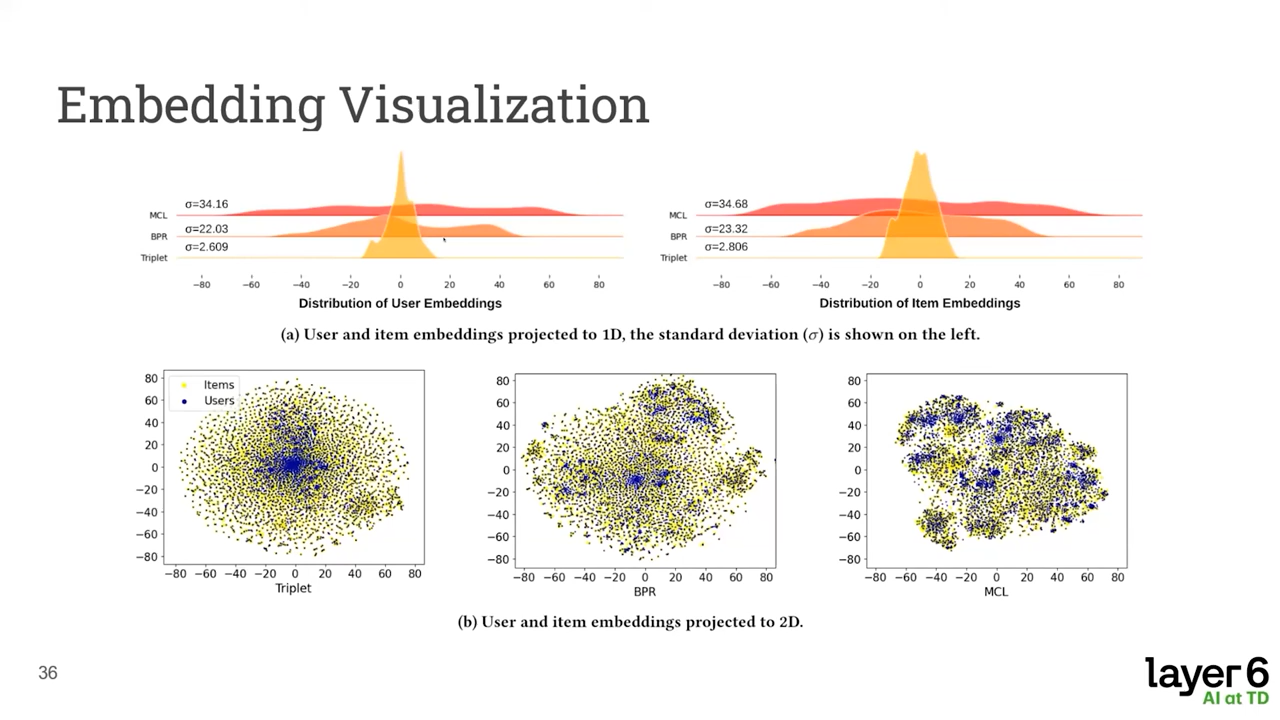 Embedding Visualization
σ=34.16
MCL
σ=22.03
BPR
σ=2.609
Triplet
−80 −60 −40 −20 0 20 40 60 80
Distribution of User Embeddings
σ=34.68
MCL
σ=23.32
BPR
σ=2.806
Triplet
−80 −60 −40 −20 0 20 40 60 80
Distribution of Item Embeddings
(a) User and item embeddings projected to 1D, the standard deviation (σ) is shown on the left.
Items
Users
80
60
40
20
0
−20
−40
−60
−80
−80 −60 −40 −20 0 20 40 60 80
Triplet
80
60
40
20
0
−20
−40
−60
−80
−80 −60 −40 −20 0 20 40 60 80
BPR
80
60
40
20
0
−20
−40
−60
−80
−80 −60 −40 −20 0 20 40 60 80
MCL
(b) User and item embeddings projected to 2D.
36
layer 6
AI at TD